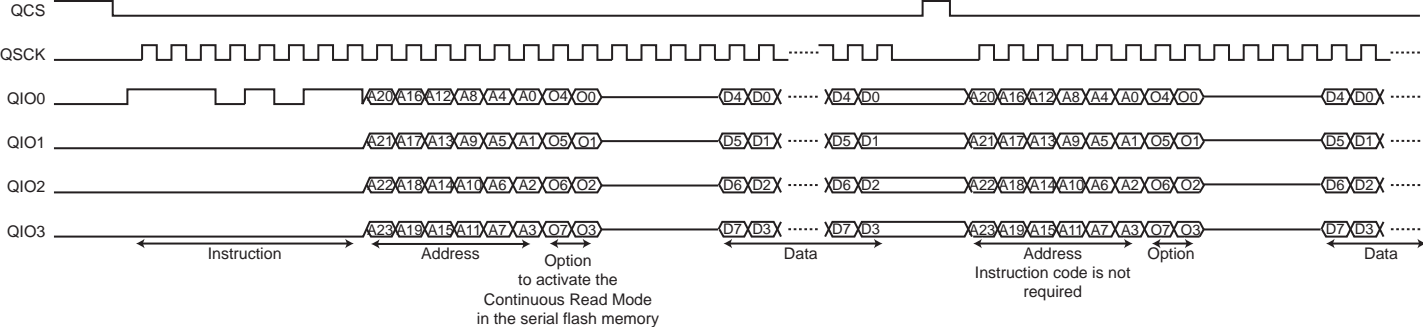 QCS
QSCK
QIO0 A20 A16 A12 A8 A4 A0 O4 O0 D4 D0 D4 D0 A20 A16 A12 A8 A4 A0 O4 O0 D4 D0
QIO1 A21 A17 A13 A9 A5 A1 O5 O1 D5 D1 D5 D1 A21 A17 A13 A9 A5 A1 O5 O1 D5 D1
QIO2 A22 A18 A14 A10 A6 A2 O6 O2 D6 D2 D6 D2 A22 A18 A14 A10 A6 A2 O6 O2 D6 D2
QIO3 A23 A19 A15 A11 A7 A3 O7 O3 D7 D3 D7 D3 A23 A19 A15 A11 A7 A3 O7 O3 D7 D3
Instruction
Address
Option
to activate the
Continuous Read Mode
in the serial flash memory
Data
Address
Instruction code is not
required
Option
Data